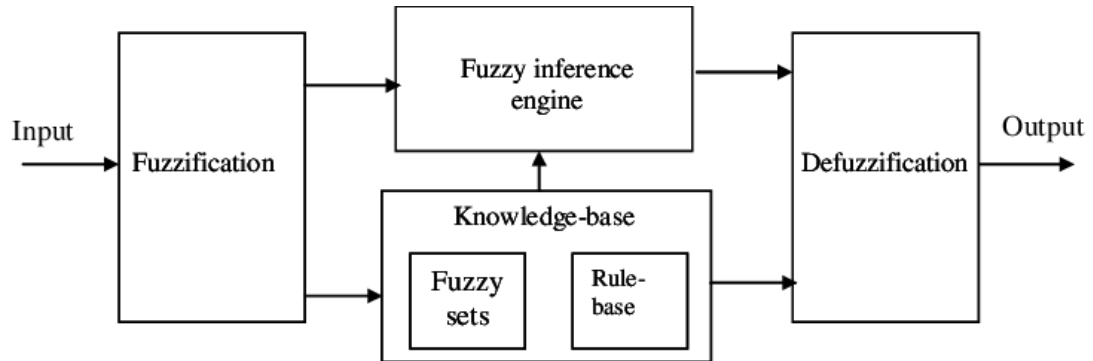 Input
Fuzzification
Fuzzy inference
engine
Knowledge-base
Fuzzy
sets
Rule-
base
Defuzzification
Output